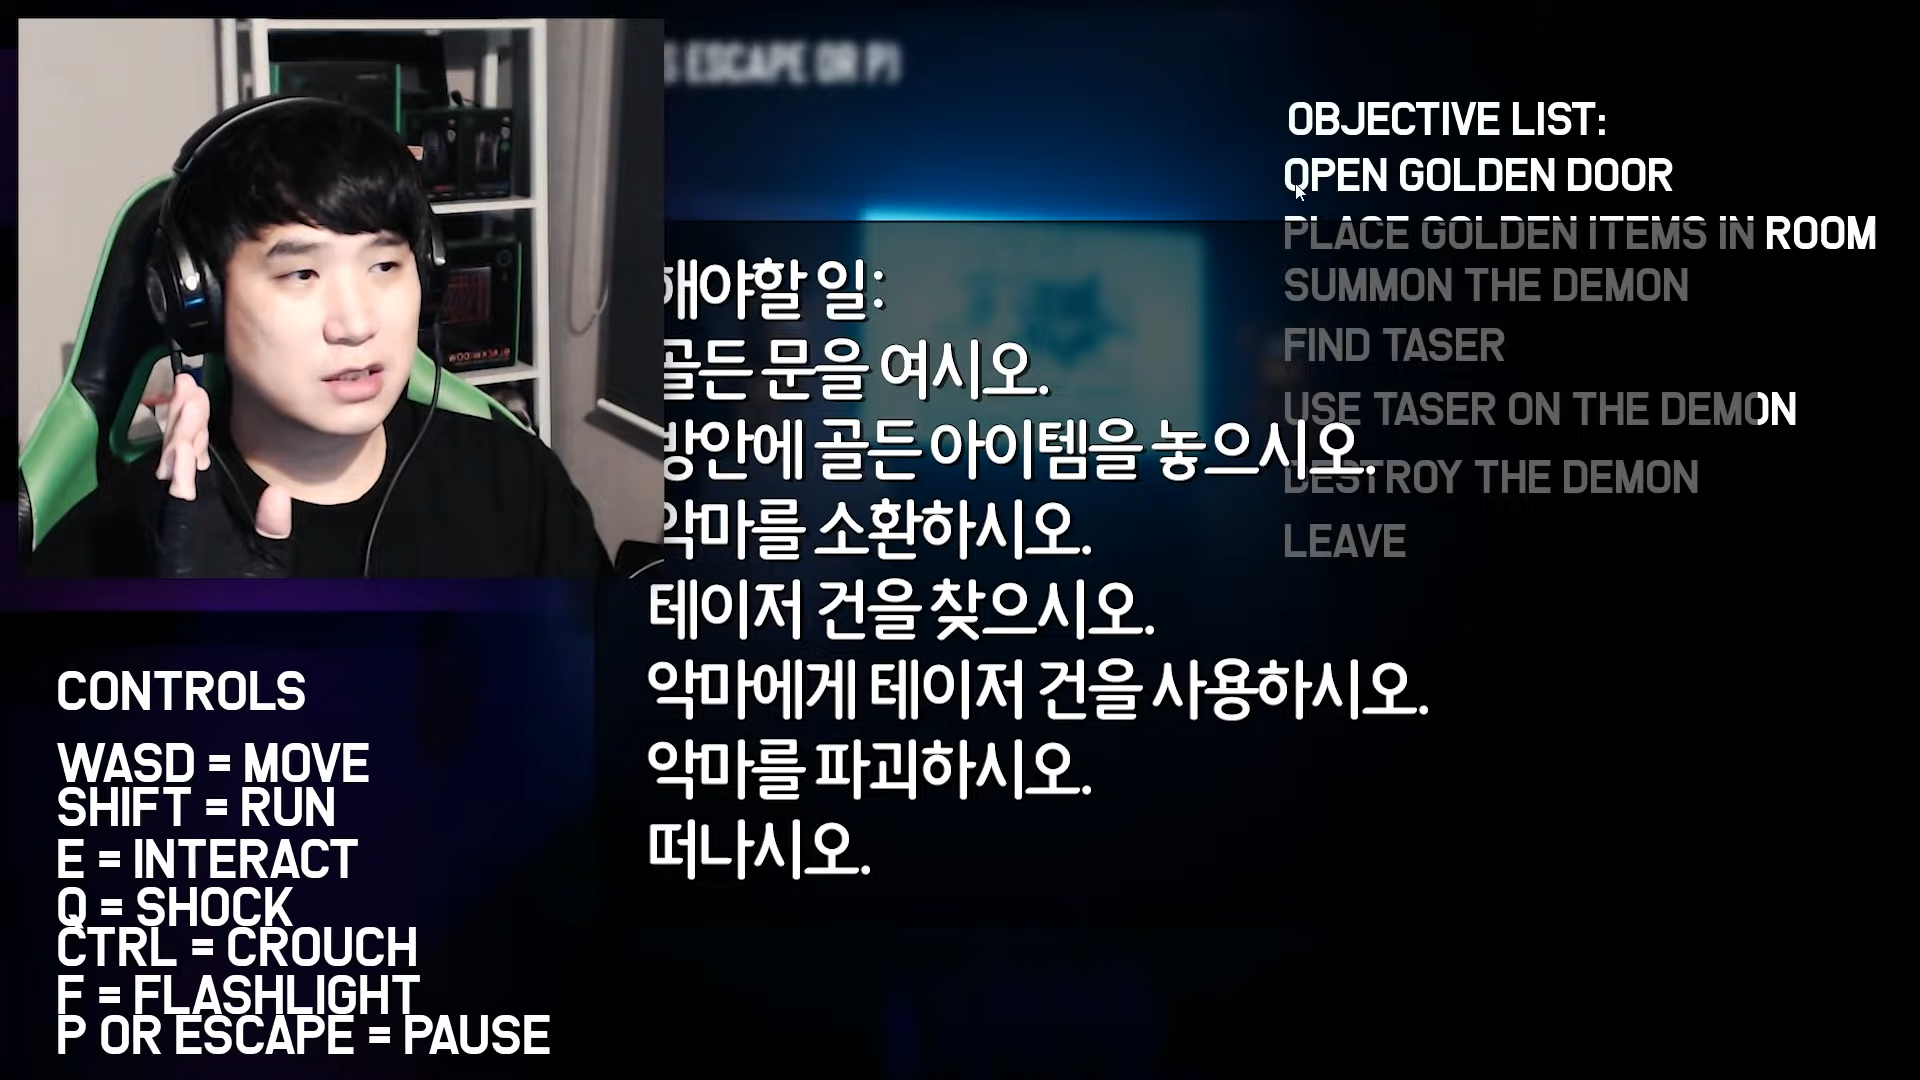 ESCAPE OR P)
OBJECTIVE LIST:
OPEN GOLDEN DOOR
PLACE GOLDEN ITEMS IN ROOM
SUMMON THE DEMON
FIND TASER
USE TASER ON THE DEMON
DESTROY THE DEMON
LEAVE
해야할 일:
골든 문을 여시오.
방안에 골든 아이템을 놓으시오.
악마를 소환하시오.
테이저 건을 찾으시오.
악마에게 테이저 건을 사용하시오.
악마를 파괴하시오.
떠나시오.
CONTROLS
WASD = MOVE
SHIFT = RUN
E = INTERACT
Q = SHOCK
CTRL = CROUCH
F = FLASHLIGHT
P OR ESCAPE = PAUSE